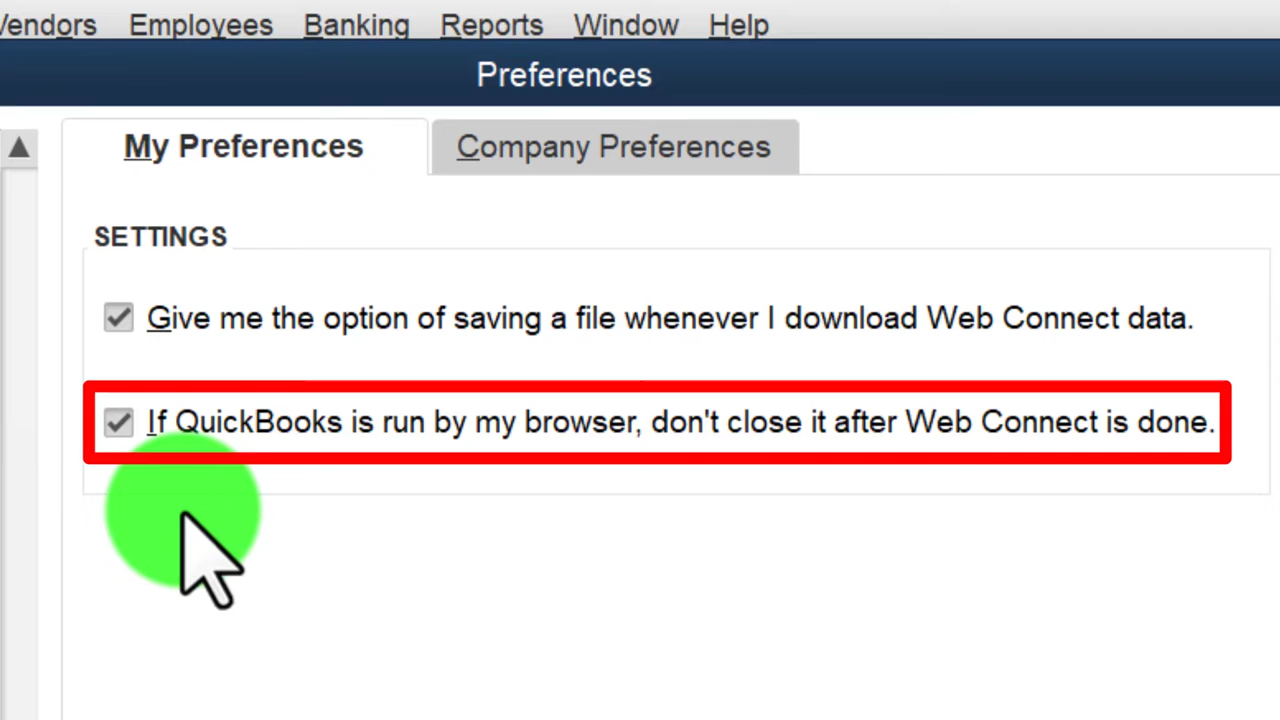 Employees Banking Reports Window Help
Preferences
My Preferences Company Preferences
SETTINGS
Give me the option of saving a file whenever I download Web Connect data.
If QuickBooks is run by my browser, don't close it after Web Connect is done.